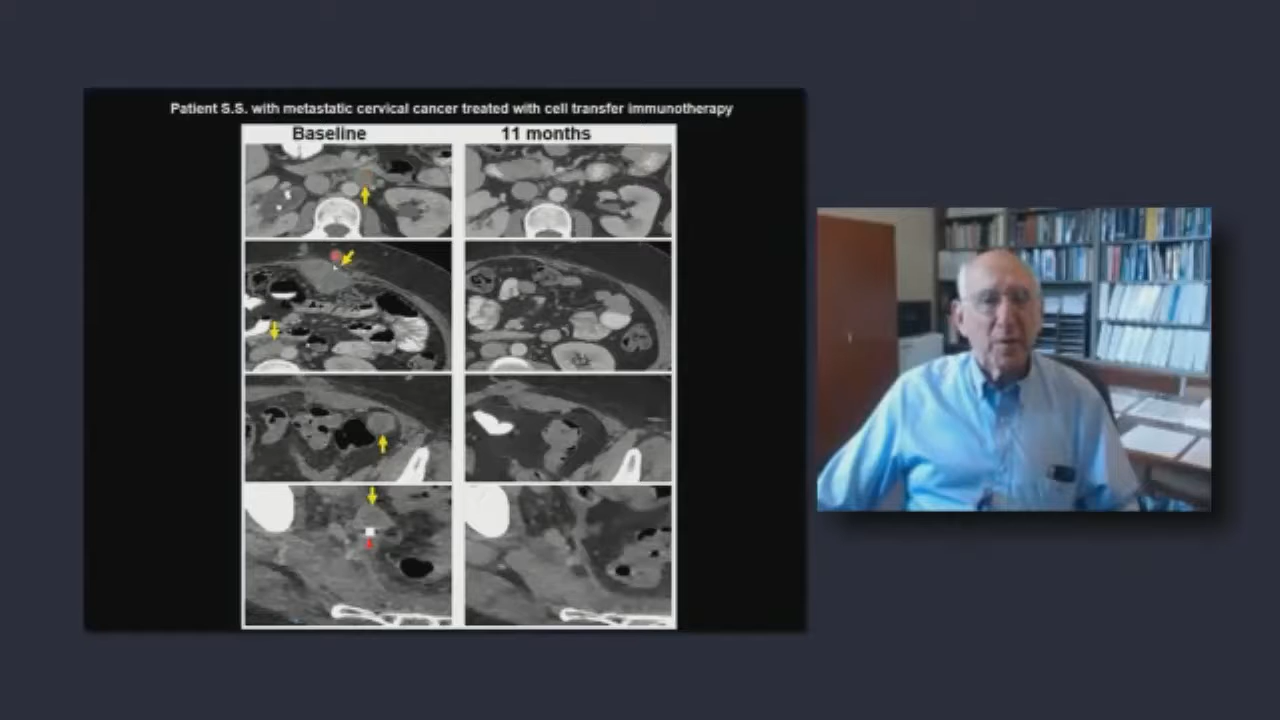 Patient S.S. with metastatic cervical cancer treated with cell transfer immunotherapy
Baseline 11 months